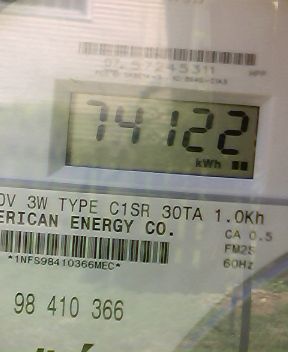 74122
kWh
0V 3W TYPE C1SR 30TA 1.0Kh
ERICAN ENERGY CO.
CA 0.5
FM2S
60Hz
*1NFS98410366MEC*
98 410 366